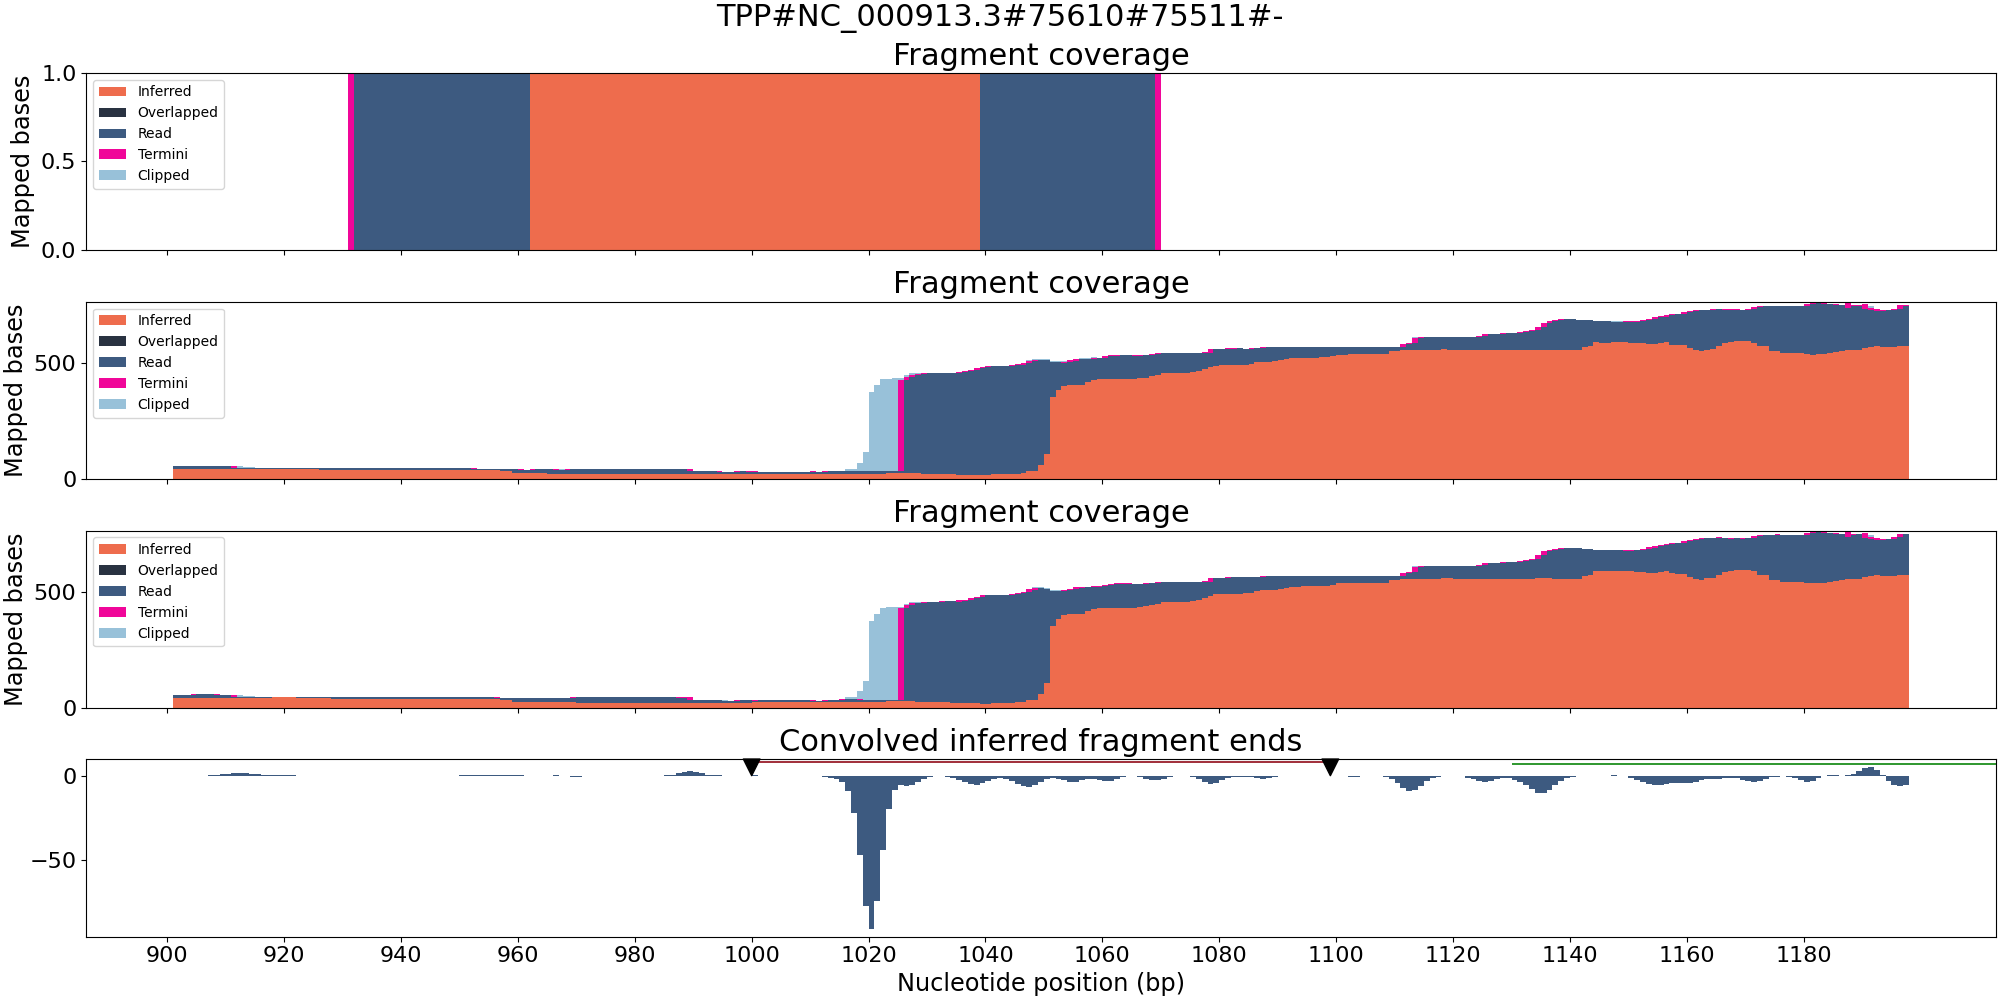 TPP#NC_000913.3#75610#75511#-
Fragment coverage
Mapped bases
1.0
0.5
0.0
Inferred
Overlapped
Read
Termini
Clipped
Fragment coverage
Mapped bases
500
0
Inferred
Overlapped
Read
Termini
Clipped
Fragment coverage
Mapped bases
500
0
Inferred
Overlapped
Read
Termini
Clipped
Convolved inferred fragment ends
0
−50
900 920 940 960 980 1000 1020 1040 1060 1080 1100 1120 1140 1160 1180
Nucleotide position (bp)